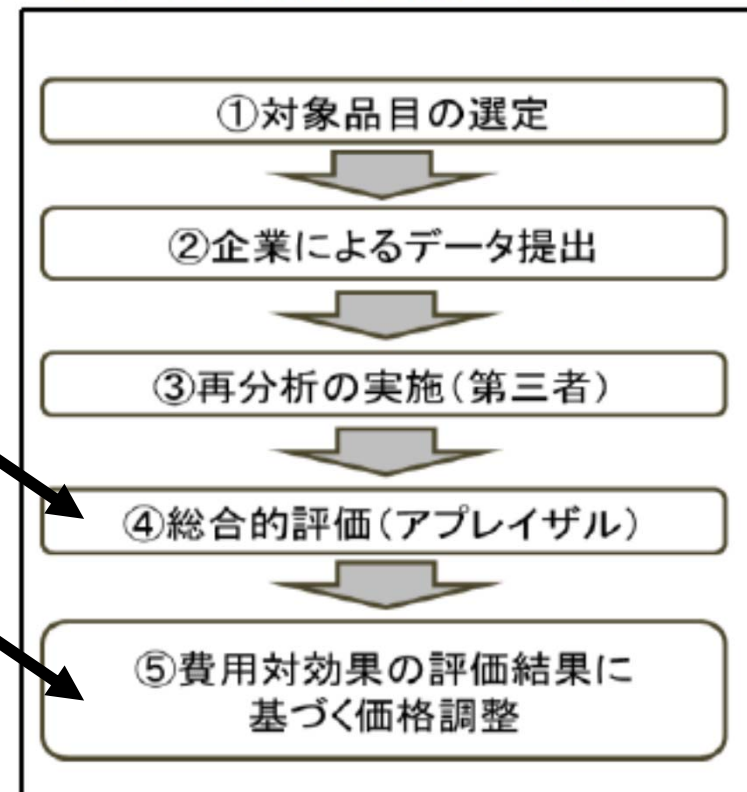 ①対象品目の選定
②企業によるデータ提出
③再分析の実施（第三者）
④総合的評価（アプレイザル）
⑤費用対効果の評価結果に
基づく価格調整